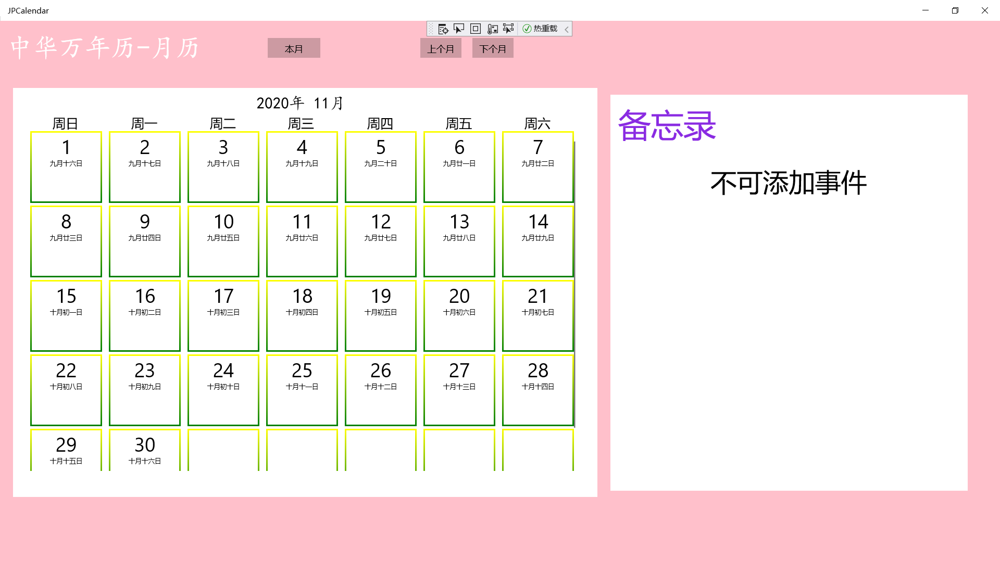 JPCalendar
热重载
中华万年历-月历
本月
上个月
下个月
2020年 11月
周日 周一 周二 周三 周四 周五 周六
1 2 3 4 5 6 7
九月十六日 九月十七日 九月十八日 九月十九日 九月二十日 九月廿一日 九月廿二日
8 9 10 11 12 13 14
九月廿三日 九月廿四日 九月廿五日 九月廿六日 九月廿七日 九月廿八日 九月廿九日
15 16 17 18 19 20 21
十月初一日 十月初二日 十月初三日 十月初四日 十月初五日 十月初六日 十月初七日
22 23 24 25 26 27 28
十月初八日 十月初九日 十月初十日 十月十一日 十月十二日 十月十三日 十月十四日
29 30
十月十五日 十月十六日
备忘录
不可添加事件